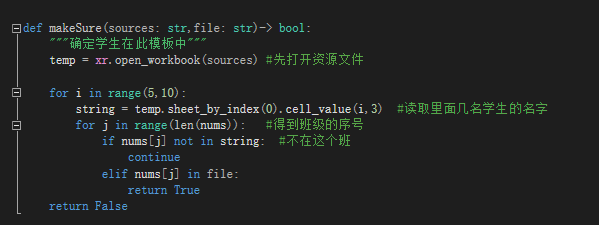 def makeSure(sources: str,file: str)-> bool:
"""确定学生在此模板中"""
temp = xr.open_workbook(sources) #先打开资源文件
for i in range(5,10):
string = temp.sheet_by_index(0).cell_value(i,3) #读取里面几名学生的名字
for j in range(len(nums)): #得到班级的序号
if nums[j] not in string: #不在这个班
continue
elif nums[j] in file:
return True
return False